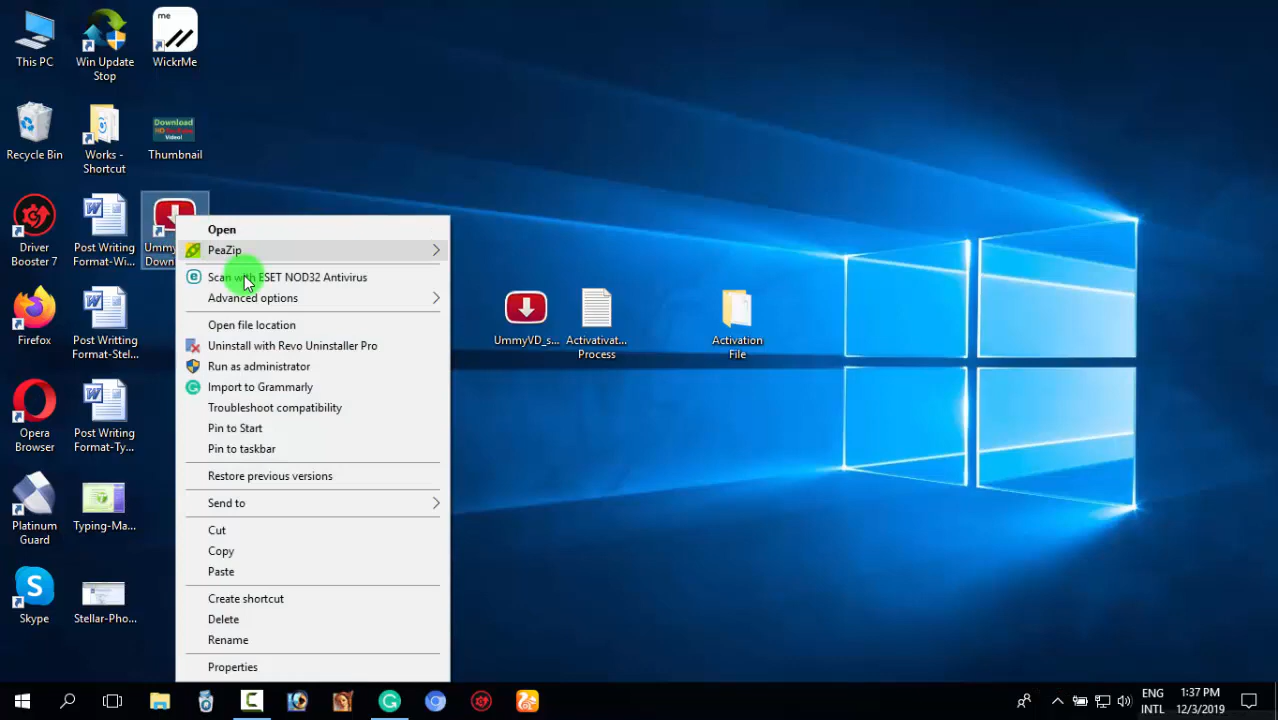 This PC
Win Update
Stop
me
WickrMe
Recycle Bin
Works -
Shortcut
Download
Video!
Thumbnail
Driver
Booster 7
Post Writing
Format-Wi...
Ummy
Down
Firefox
Post Writting
Format-Stel...
Opera
Browser
Post Writing
Format-Ty...
Platinum
Guard
Typing-Ma...
Skype
Stellar-Pho...
Open
PeaZip
Scan with ESET NOD32 Antivirus
Advanced options
Open file location
Uninstall with Revo Uninstaller Pro
Run as administrator
Import to Grammarly
Troubleshoot compatibility
Pin to Start
Pin to taskbar
Restore previous versions
Send to
Cut
Copy
Paste
Create shortcut
Delete
Rename
Properties
UmmyVD_s...
Activativat...
Process
Activation
File
ENG
INTL
1:37 PM
12/3/2019